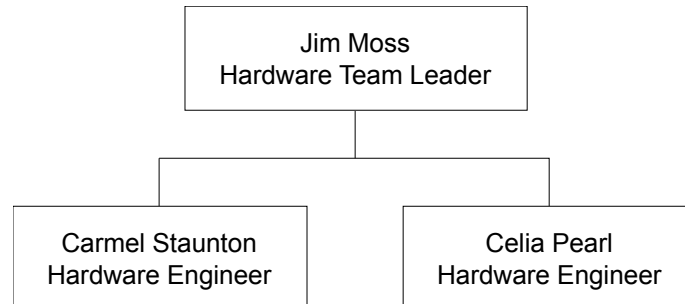 Jim Moss
Hardware Team Leader
Carmel Staunton
Hardware Engineer
Celia Pearl
Hardware Engineer